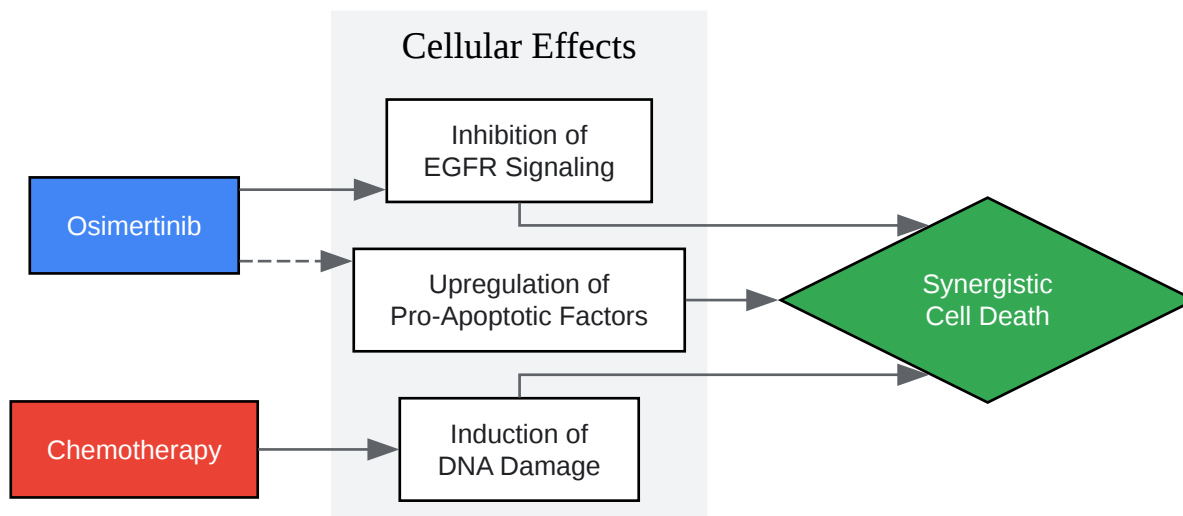 Cellular Effects
Inhibition of
EGFR Signaling
Osimertinib
Upregulation of
Pro-Apoptotic Factors
Synergistic
Cell Death
Chemotherapy
Induction of
DNA Damage